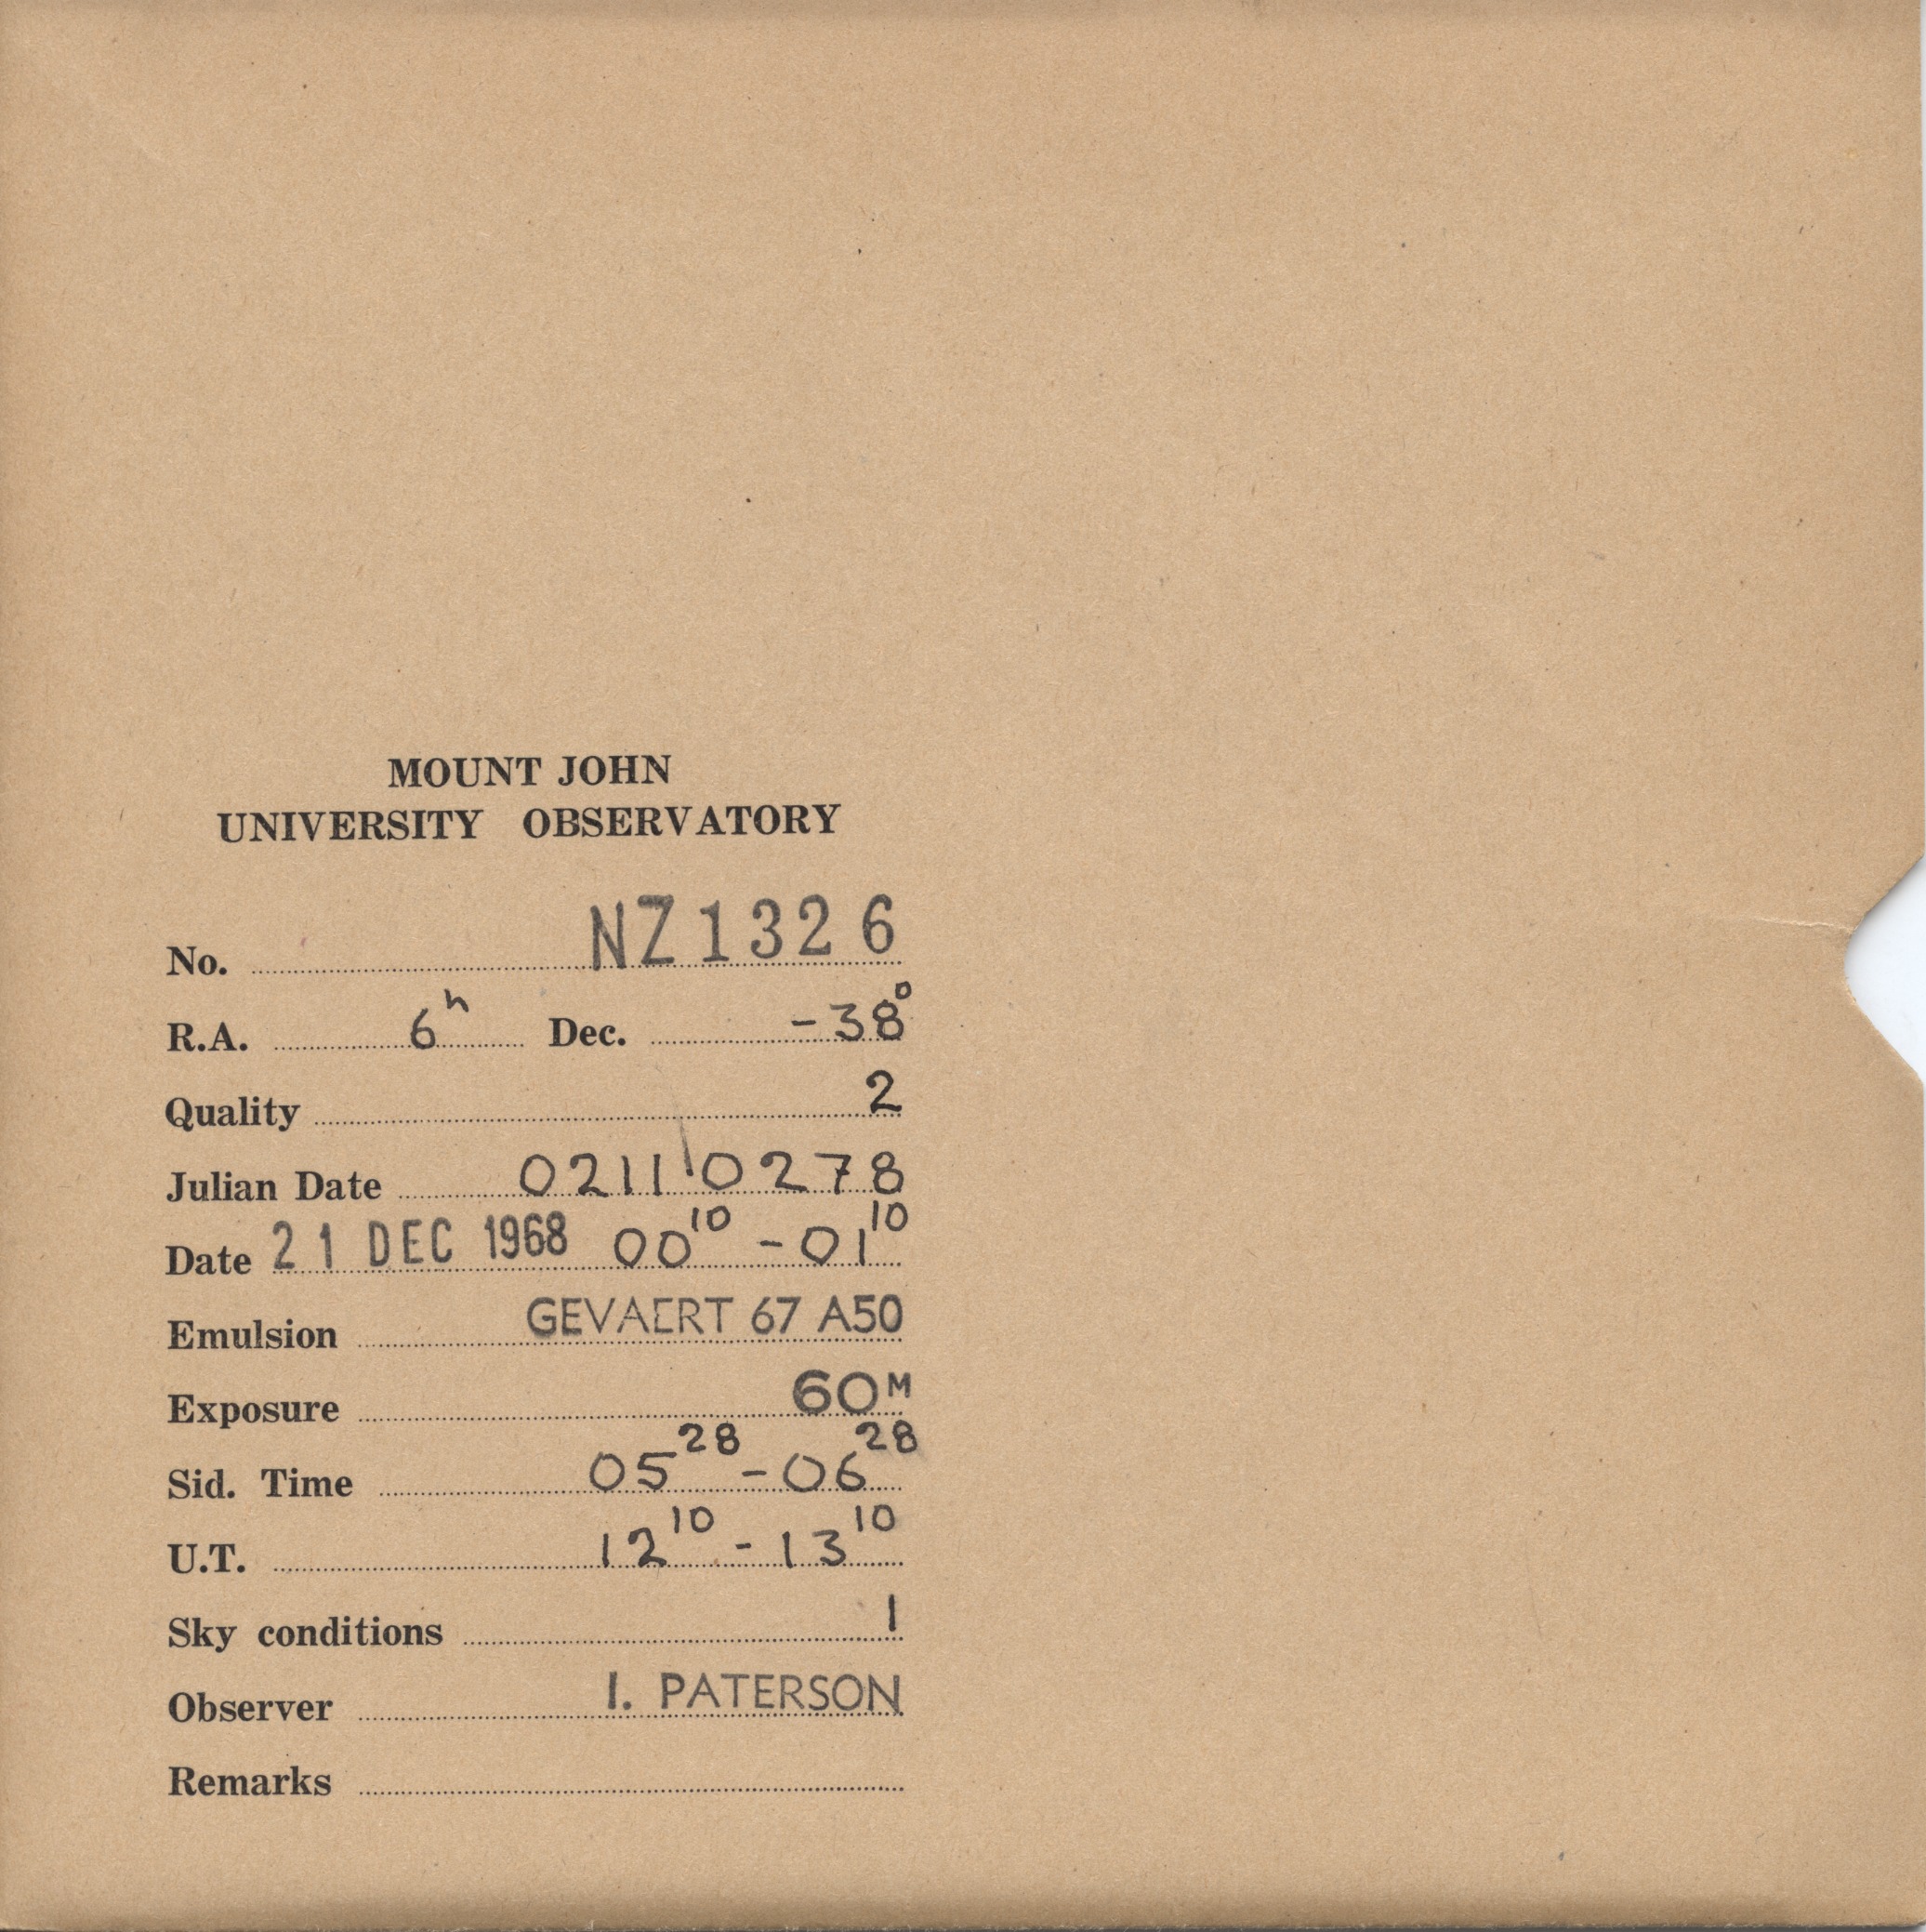 MOUNT JOHN
UNIVERSITY OBSERVATORY
No. NZ1326
R.A. 6ʰ Dec. -38°
Quality 2
Julian Date 0211'0278
Date 21 DEC 1968 00¹⁰ - 01¹⁰
Emulsion GEVAERT 67 A50
Exposure 60ᴹ
Sid. Time 05²⁸ - 06²⁸
U.T. 12¹⁰ - 13¹⁰
Sky conditions 1
Observer I. PATERSON
Remarks